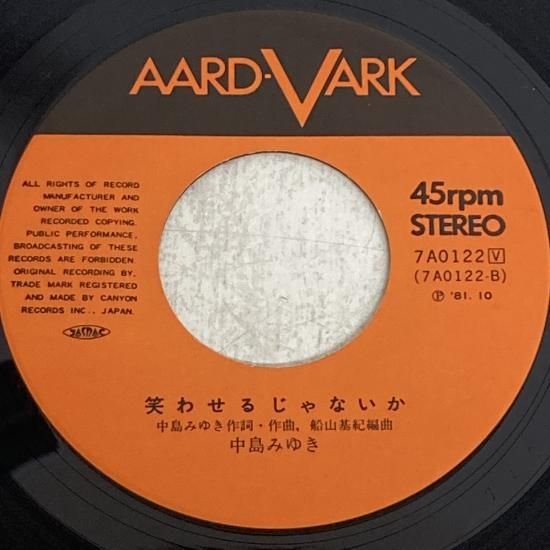 AARD-VARK
ALL RIGHTS OF RECORD
MANUFACTURER AND
OWNER OF THE WORK
RECORDED COPYING.
PUBLIC PERFORMANCE,
BROADCASTING OF THESE
RECORDS ARE FORBIDDEN.
ORIGINAL RECORDING BY,
TRADE MARK REGISTERED
AND MADE BY CANYON
RECORDS INC., JAPAN.
JASRAC
45rpm
STEREO
7A0122 V
(7A0122-B)
Ⓟ '81. 10
笑わせるじゃないか
中島みゆき作詞・作曲, 船山基紀編曲
中島みゆき